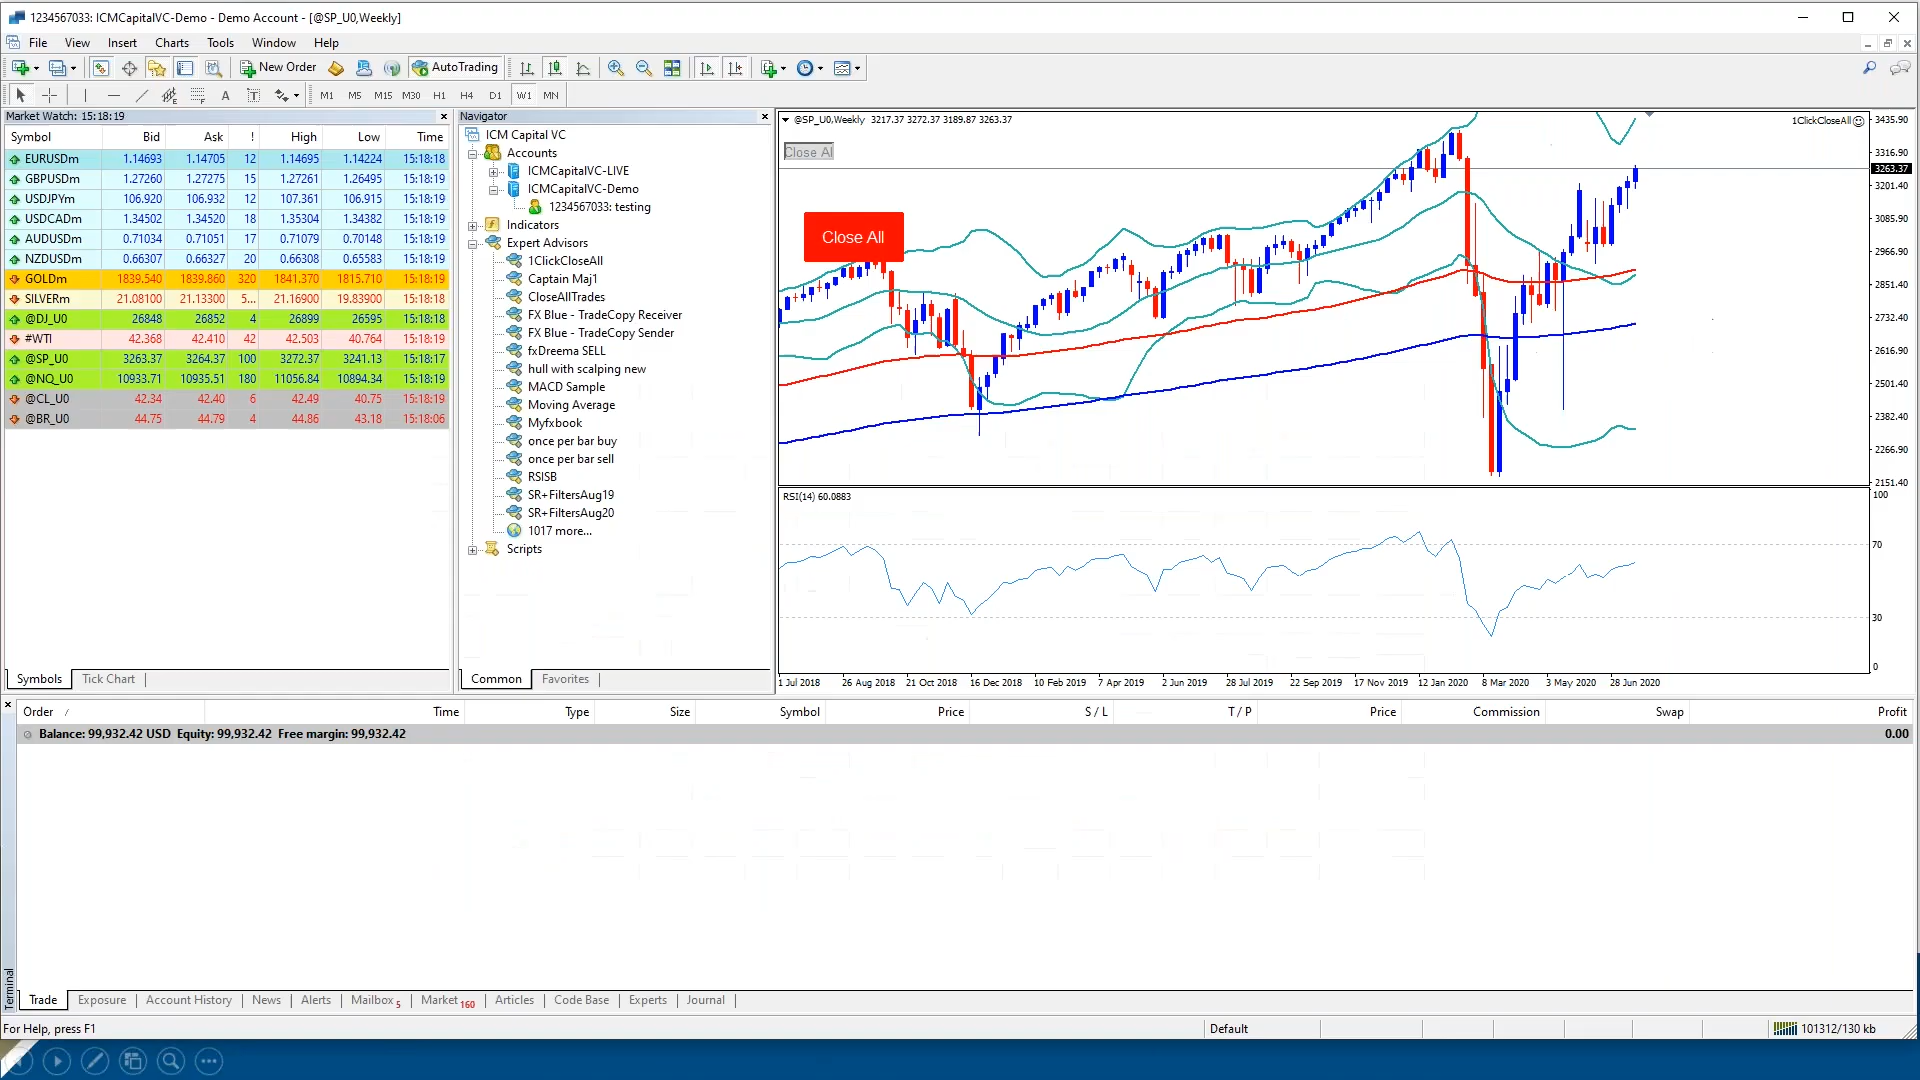 1234567033: ICMCapitalVC-Demo - Demo Account - [@SP_U0,Weekly]
File View Insert Charts Tools Window Help
New Order AutoTrading
A T M1 M5 M15 M30 H1 H4 D1 W1 MN
Market Watch: 15:18:19
Symbol Bid Ask ! High Low Time
EURUSDm 1.14693 1.14705 12 1.14695 1.14224 15:18:18
GBPUSDm 1.27260 1.27275 15 1.27261 1.26495 15:18:19
USDJPYm 106.920 106.932 12 107.361 106.915 15:18:19
USDCADm 1.34502 1.34520 18 1.35304 1.34382 15:18:19
AUDUSDm 0.71034 0.71051 17 0.71079 0.70148 15:18:19
NZDUSDm 0.66307 0.66327 20 0.66308 0.65583 15:18:19
GOLDm 1839.540 1839.860 320 1841.370 1815.710 15:18:19
SILVERm 21.08100 21.13300 5... 21.16900 19.83900 15:18:18
@DJ_U0 26848 26852 4 26899 26595 15:18:18
#WTI 42.368 42.410 42 42.503 40.764 15:18:19
@SP_U0 3263.37 3264.37 100 3272.37 3241.13 15:18:17
@NQ_U0 10933.71 10935.51 180 11056.84 10894.34 15:18:19
@CL_U0 42.34 42.40 6 42.49 40.75 15:18:19
@BR_U0 44.75 44.79 4 44.86 43.18 15:18:06
Symbols Tick Chart
Navigator
ICM Capital VC
Accounts
ICMCapitalVC-LIVE
ICMCapitalVC-Demo
1234567033: testing
Indicators
Expert Advisors
1ClickCloseAll
Captain Maj1
CloseAllTrades
FX Blue - TradeCopy Receiver
FX Blue - TradeCopy Sender
fxDreema SELL
hull with scalping new
MACD Sample
Moving Average
Myfxbook
once per bar buy
once per bar sell
RSISB
SR+FiltersAug19
SR+FiltersAug20
1017 more...
Scripts
Common Favorites
@SP_U0,Weekly 3217.37 3272.37 3189.87 3263.37
1ClickCloseAll
Close Al
Close All
3435.90
3316.90
3263.37
3201.40
3085.90
2966.90
2851.40
2732.40
2616.90
2501.40
2382.40
2266.90
2151.40
RSI(14) 60.0883
100
70
30
0
1 Jul 2018 26 Aug 2018 21 Oct 2018 16 Dec 2018 10 Feb 2019 7 Apr 2019 2 Jun 2019 28 Jul 2019 22 Sep 2019 17 Nov 2019 12 Jan 2020 8 Mar 2020 3 May 2020 28 Jun 2020
Order / Time Type Size Symbol Price S / L T / P Price Commission Swap Profit
Balance: 99,932.42 USD Equity: 99,932.42 Free margin: 99,932.42 0.00
Terminal
Trade Exposure Account History News Alerts Mailbox 5 Market 160 Articles Code Base Experts Journal
For Help, press F1 Default 101312/130 kb